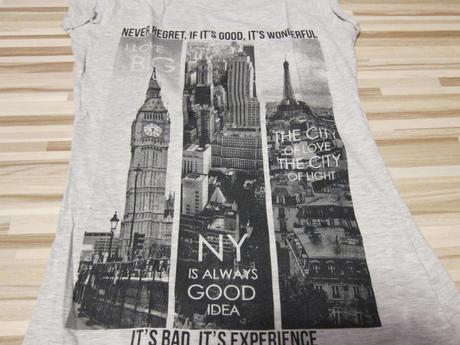 NEVER REGRET. IF IT'S GOOD, IT'S WONDERFUL
I LOVE
BIG
THE CITY
OF LOVE
THE CITY
OF LIGHT
NY
IS ALWAYS
GOOD
IDEA
IT'S BAD, IT'S EXPERIENCE